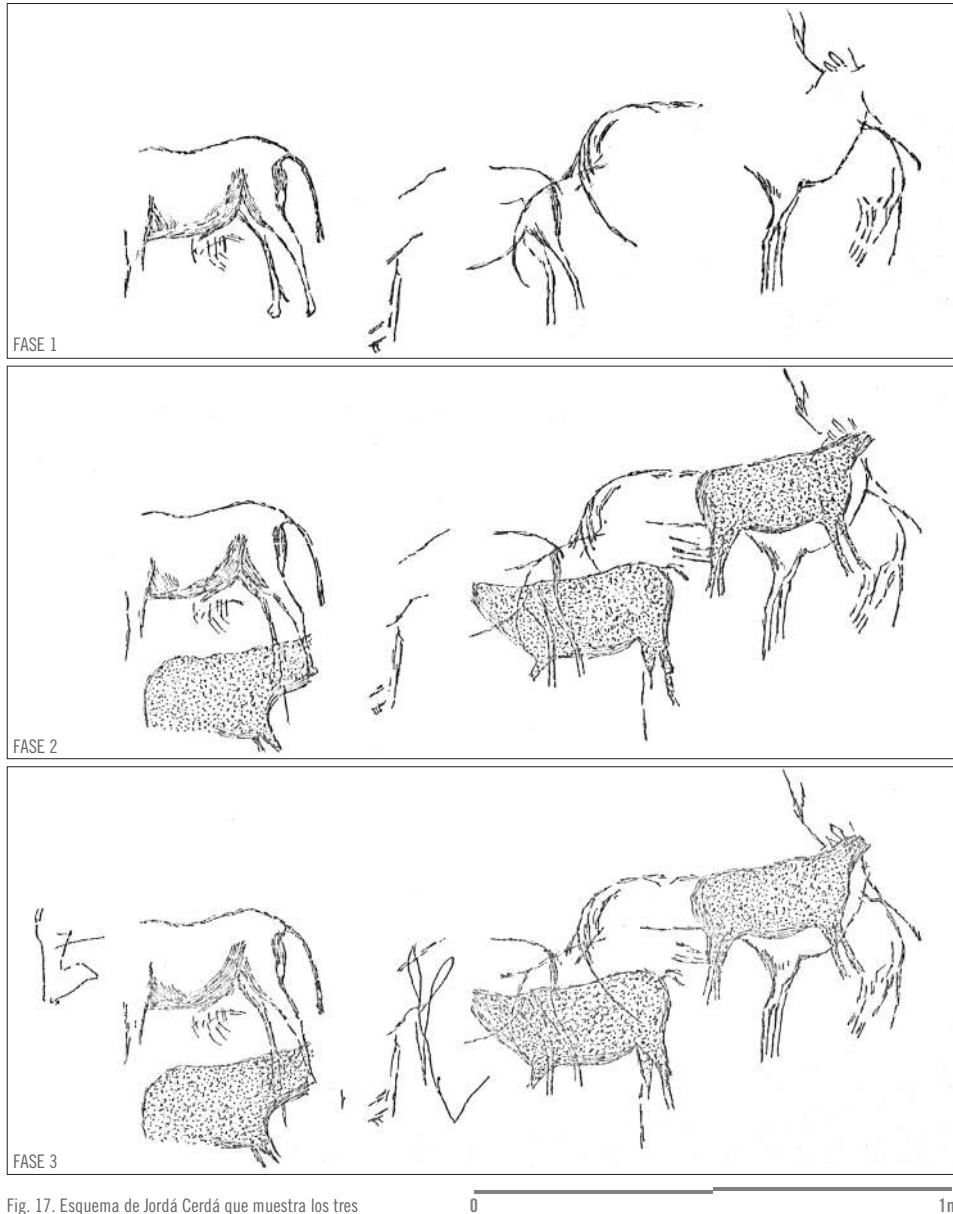 FASE 1
FASE 2
FASE 3
Fig. 17. Esquema de Jordá Cerdá que muestra los tres
0 1m